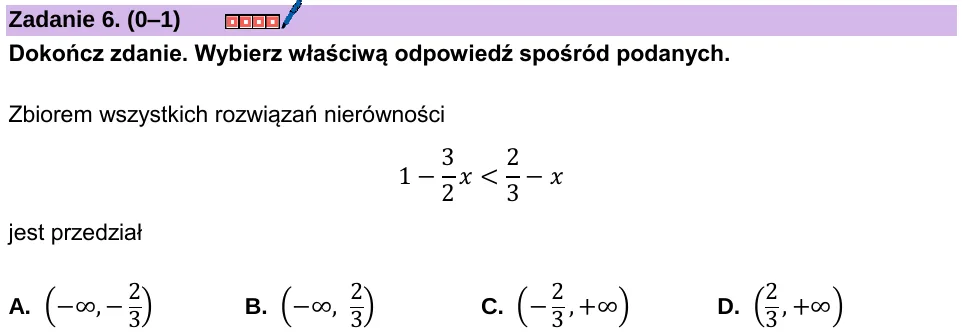 Zadanie 6. (0–1)
Dokończ zdanie. Wybierz właściwą odpowiedź spośród podanych.
Zbiorem wszystkich rozwiązań nierówności
1 − 3/2 x < 2/3 − x
jest przedział
A. (−∞, − 2/3) B. (−∞, 2/3) C. (− 2/3, +∞) D. (2/3, +∞)